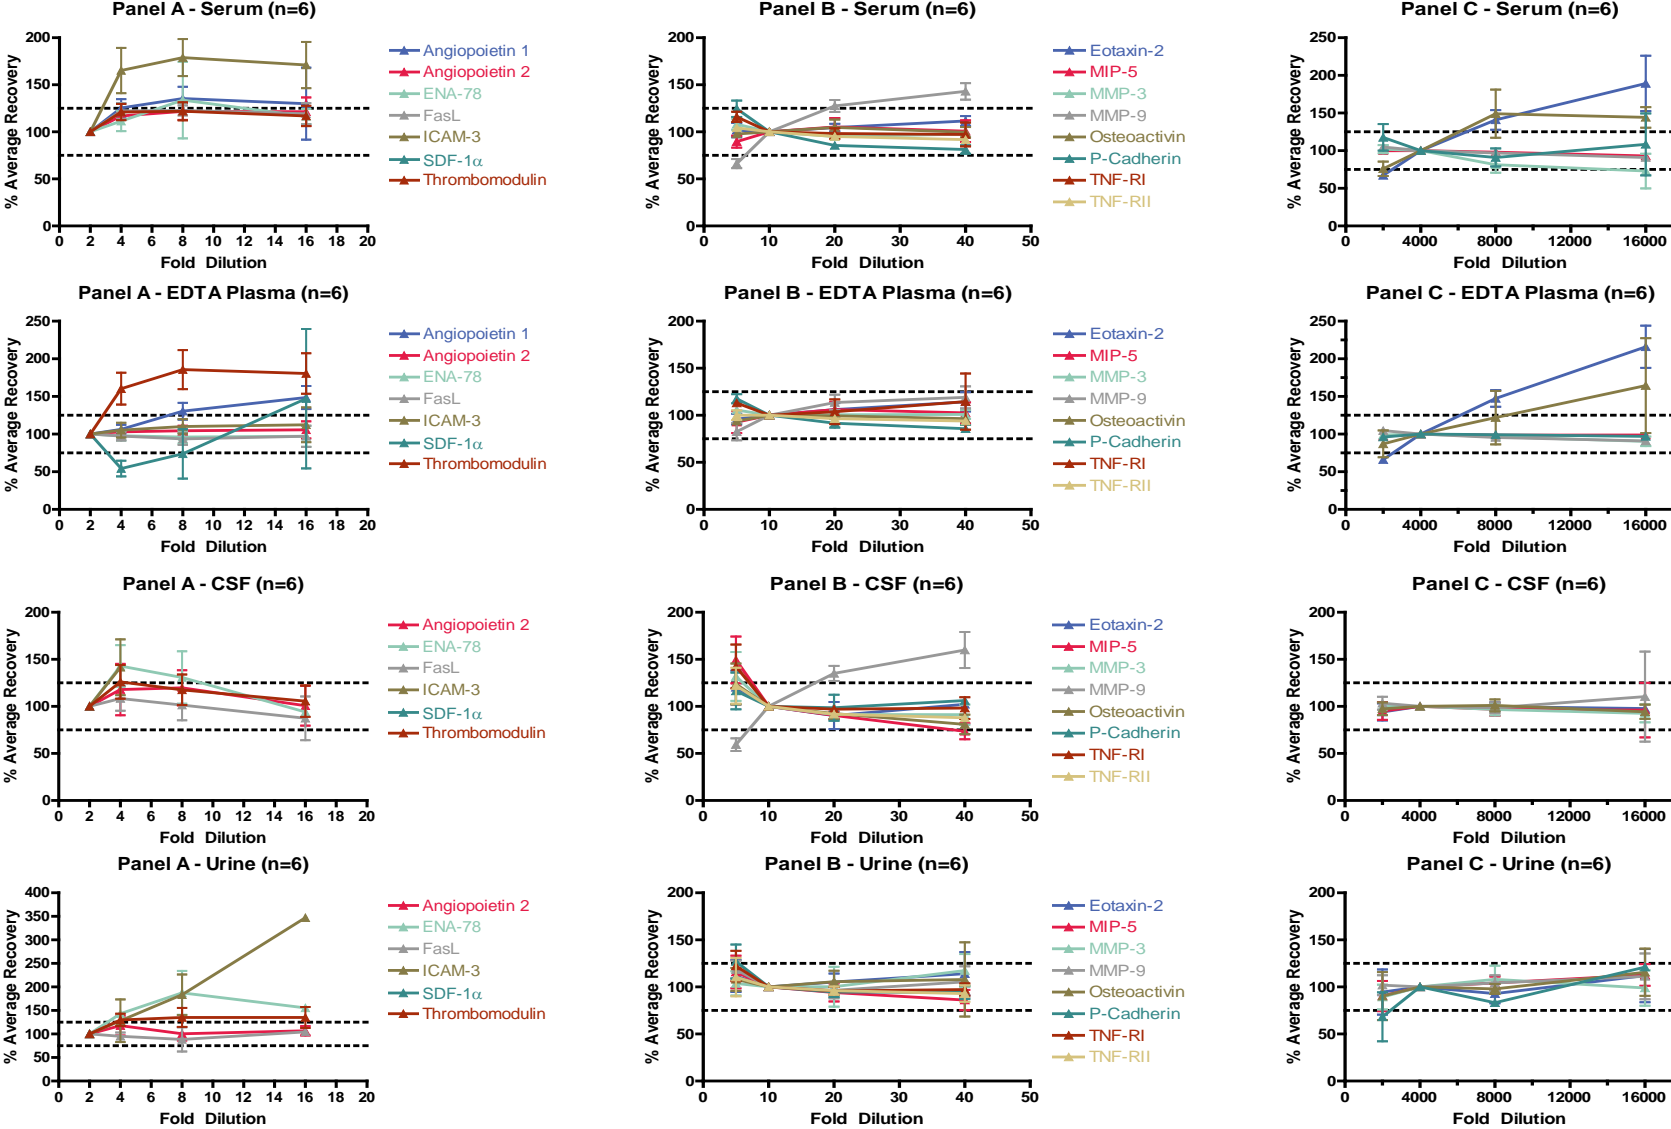 Panel A - Serum (n=6)
% Average Recovery
200
150
100
50
0
0 2 4 6 8 10 12 14 16 18 20
Fold Dilution
Angiopoietin 1
Angiopoietin 2
ENA-78
FasL
ICAM-3
SDF-1α
Thrombomodulin
Panel B - Serum (n=6)
% Average Recovery
200
150
100
50
0
0 10 20 30 40 50
Fold Dilution
Eotaxin-2
MIP-5
MMP-3
MMP-9
Osteoactivin
P-Cadherin
TNF-RI
TNF-RII
Panel C - Serum (n=6)
% Average Recovery
250
200
150
100
50
0
0 4000 8000 12000 16000
Fold Dilution
Panel A - EDTA Plasma (n=6)
% Average Recovery
250
200
150
100
50
0
0 2 4 6 8 10 12 14 16 18 20
Fold Dilution
Angiopoietin 1
Angiopoietin 2
ENA-78
FasL
ICAM-3
SDF-1α
Thrombomodulin
Panel B - EDTA Plasma (n=6)
% Average Recovery
200
150
100
50
0
0 10 20 30 40 50
Fold Dilution
Eotaxin-2
MIP-5
MMP-3
MMP-9
Osteoactivin
P-Cadherin
TNF-RI
TNF-RII
Panel C - EDTA Plasma (n=6)
% Average Recovery
250
200
150
100
50
0
0 4000 8000 12000 16000
Fold Dilution
Panel A - CSF (n=6)
% Average Recovery
200
150
100
50
0
0 2 4 6 8 10 12 14 16 18 20
Fold Dilution
Angiopoietin 2
ENA-78
FasL
ICAM-3
SDF-1α
Thrombomodulin
Panel B - CSF (n=6)
% Average Recovery
200
150
100
50
0
0 10 20 30 40 50
Fold Dilution
Eotaxin-2
MIP-5
MMP-3
MMP-9
Osteoactivin
P-Cadherin
TNF-RI
TNF-RII
Panel C - CSF (n=6)
% Average Recovery
200
150
100
50
0
0 4000 8000 12000 16000
Fold Dilution
Panel A - Urine (n=6)
% Average Recovery
400
350
300
250
200
150
100
50
0
0 2 4 6 8 10 12 14 16 18 20
Fold Dilution
Angiopoietin 2
ENA-78
FasL
ICAM-3
SDF-1α
Thrombomodulin
Panel B - Urine (n=6)
% Average Recovery
200
150
100
50
0
0 10 20 30 40 50
Fold Dilution
Eotaxin-2
MIP-5
MMP-3
MMP-9
Osteoactivin
P-Cadherin
TNF-RI
TNF-RII
Panel C - Urine (n=6)
% Average Recovery
200
150
100
50
0
0 4000 8000 12000 16000
Fold Dilution